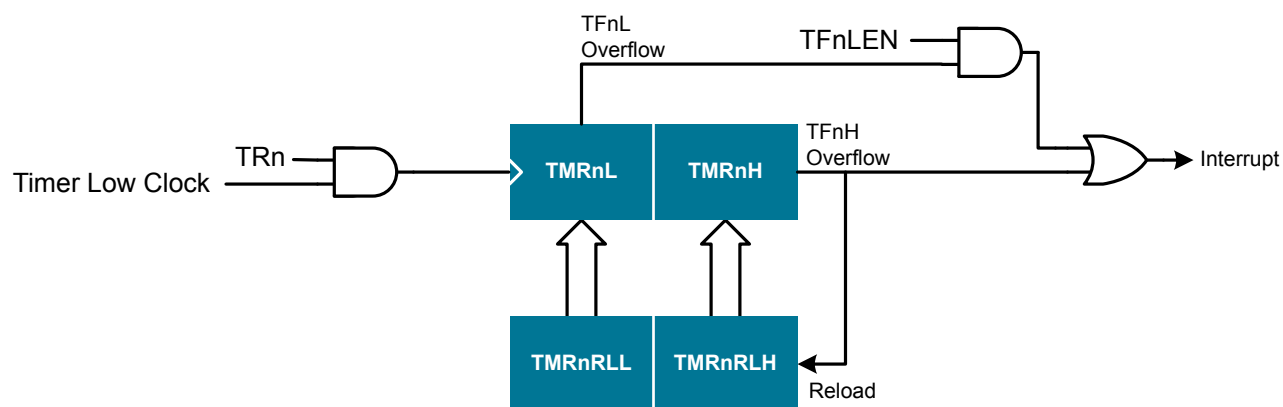 TFnL
Overflow
TFnLEN
TRn
Timer Low Clock
TMRnL
TMRnH
TFnH
Overflow
Interrupt
TMRnRLL
TMRnRLH
Reload